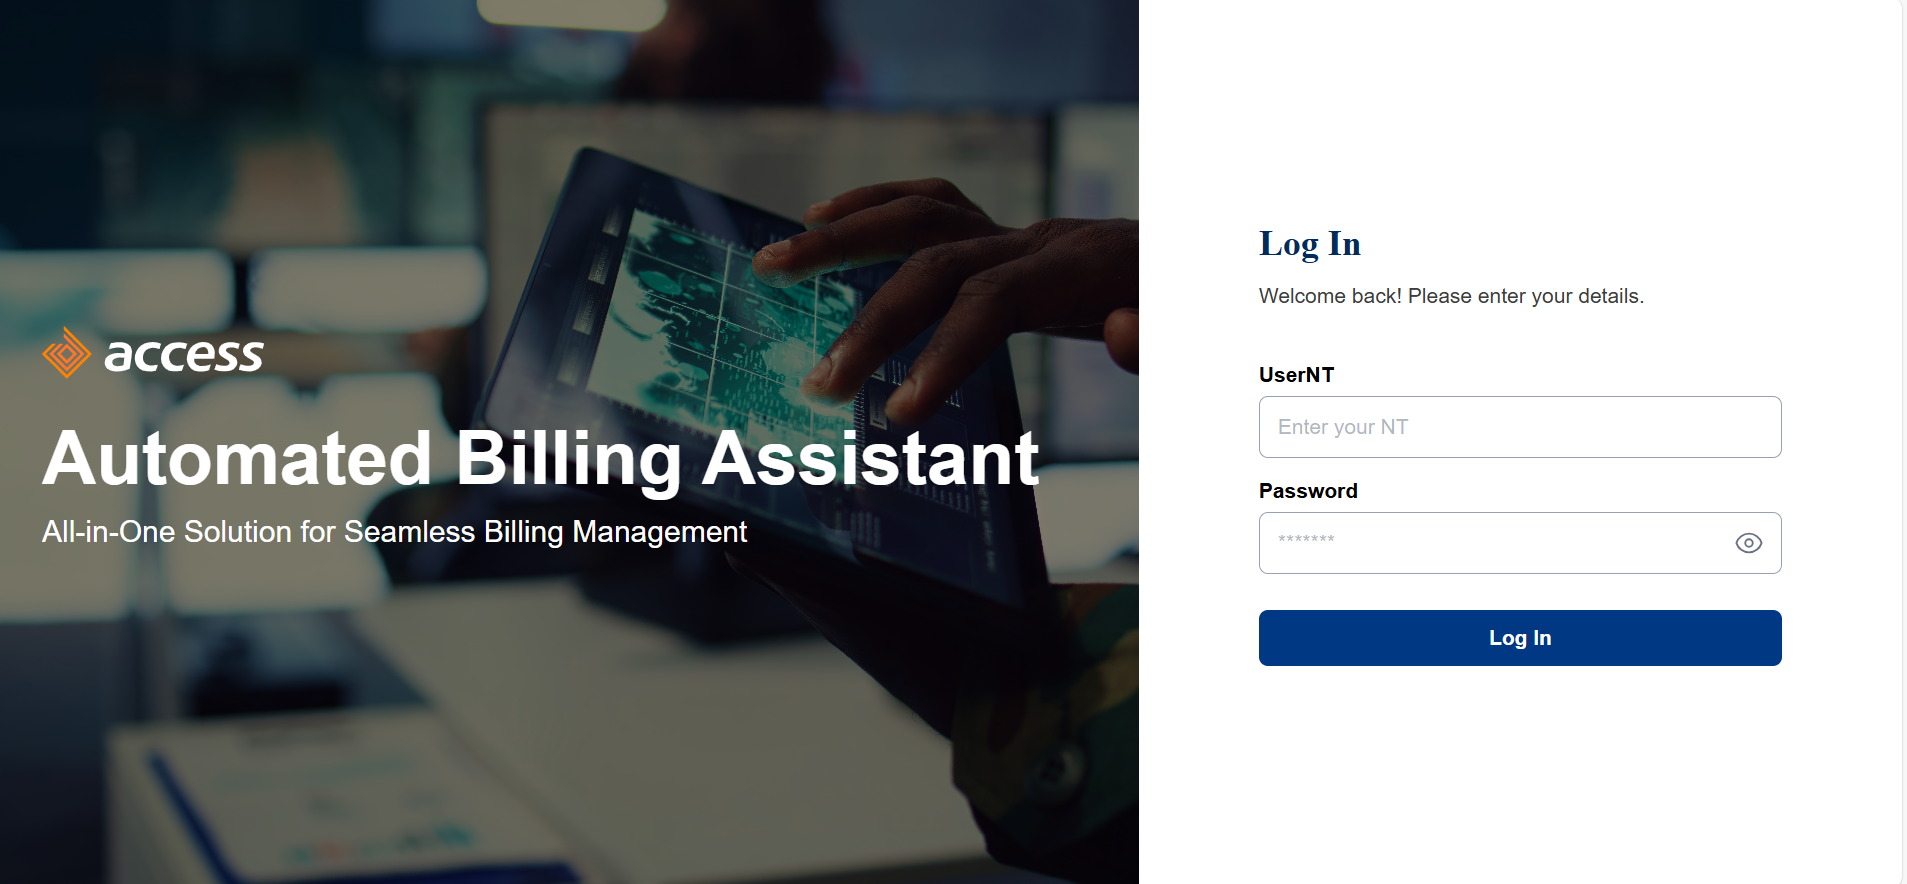 access
Automated Billing Assistant
All-in-One Solution for Seamless Billing Management
Log In
Welcome back! Please enter your details.
UserNT
Enter your NT
Password
*******
Log In